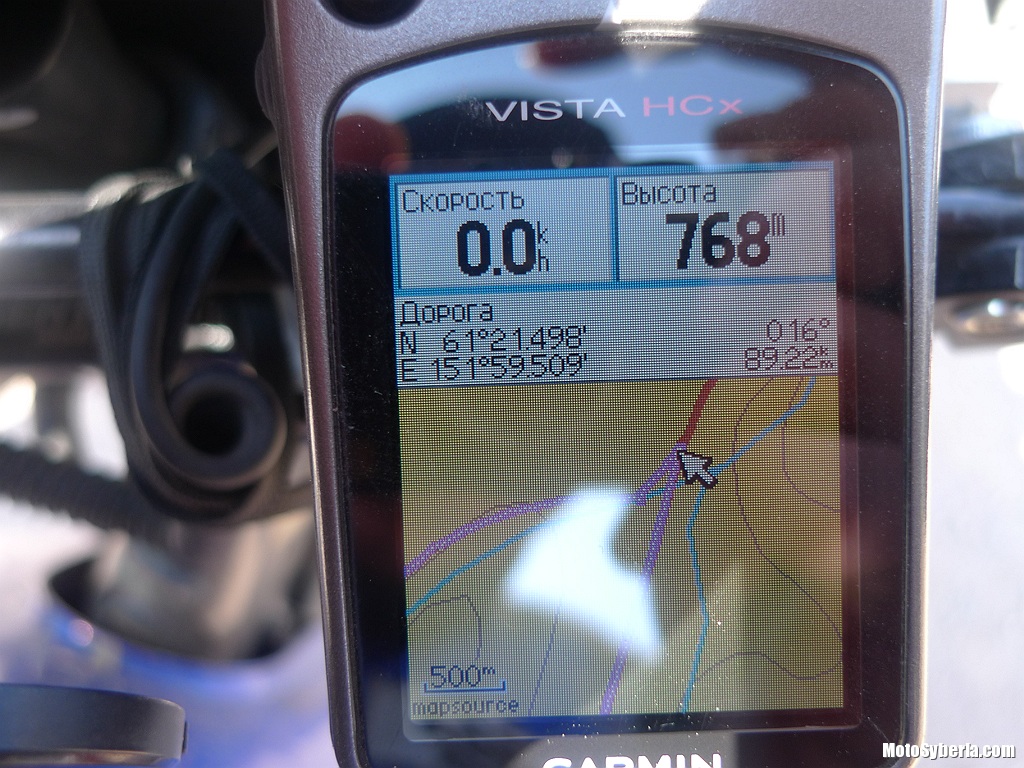 VISTA HCx
Скорость
0.0 k h
Высота
768 m
Дорога
N 61°21.498'
E 151°59.509'
016°
89.22 k m
500 m
mapsource
GARMIN
MotoSyberia.com